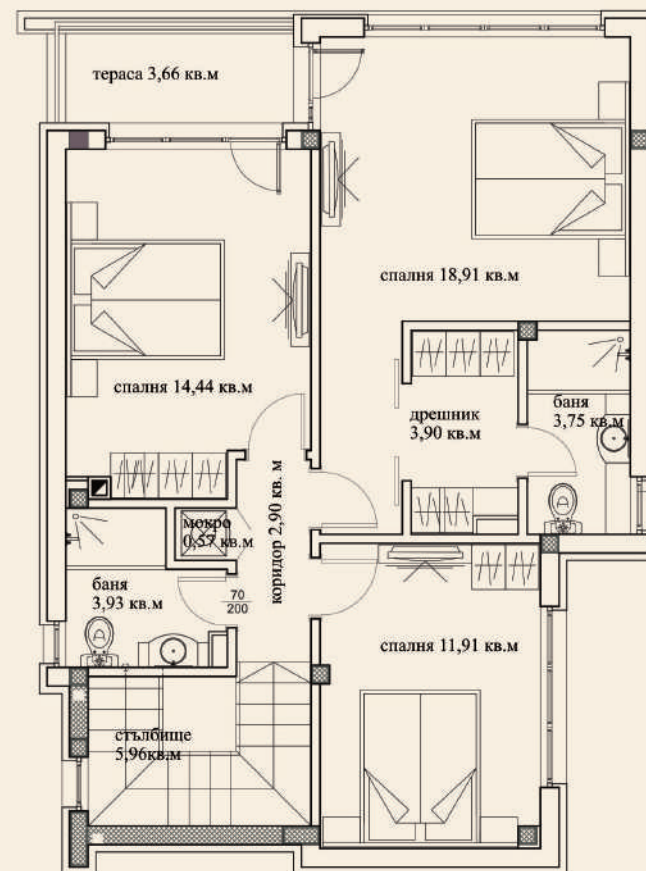 тераса 3,66 кв.м
спалня 18,91 кв.м
спалня 14,44 кв.м
дрешник
3,90 кв.м
баня
3,75 кв.м
мокро
0,57 кв.м
коридор 2,90 кв. м
баня
3,93 кв.м
70
200
спалня 11,91 кв.м
стълбище
5,96кв.м